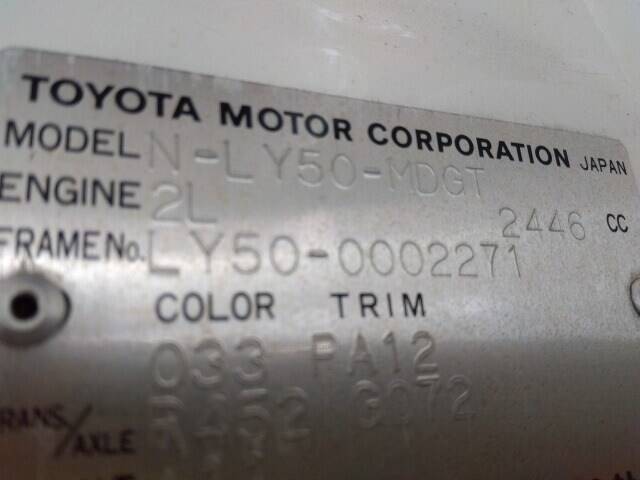 TOYOTA MOTOR CORPORATION JAPAN
MODEL N-LY50-MDGT
ENGINE 2L 2446 CC
FRAME No. LY50-0002271
COLOR TRIM
033 PA12
TRANS/AXLE